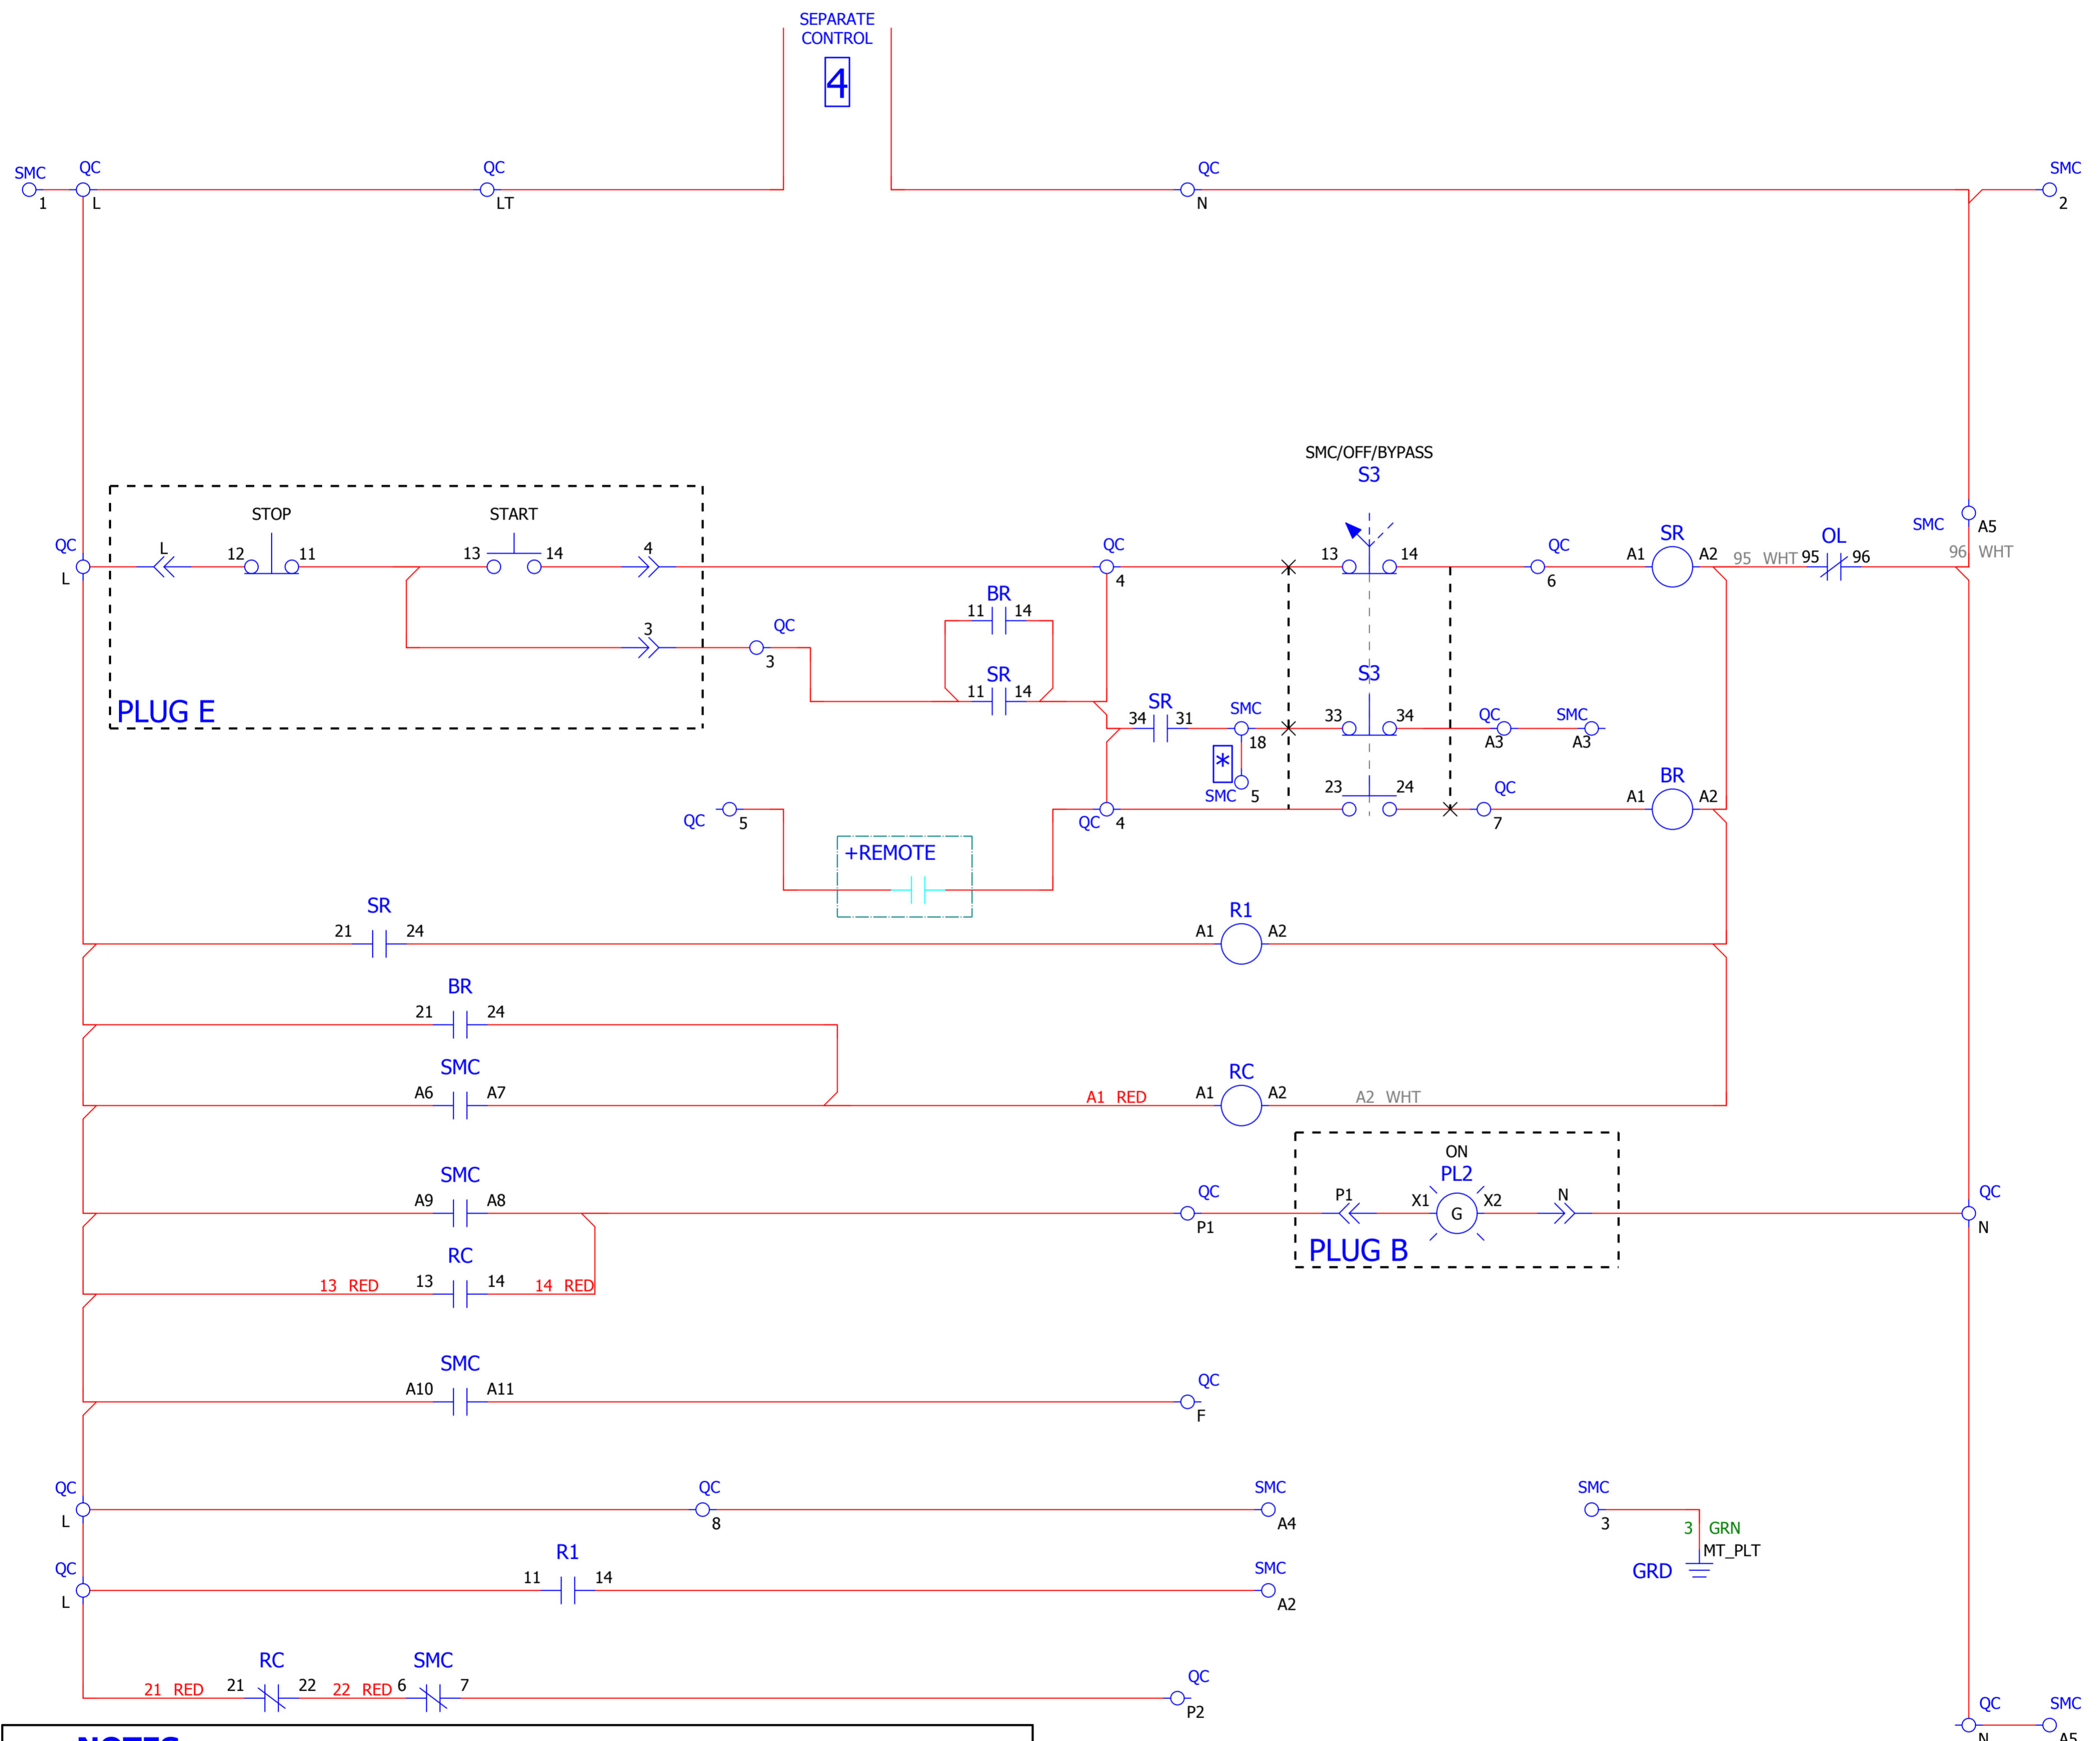 SEPARATE
CONTROL
4
SMC QC QC QC SMC
1 L LT N 2
SMC/OFF/BYPASS
S3
STOP START
QC L 12 11 13 14 4 QC 13 14 QC SR OL SMC A5
L 4 6 A1 A2 95 WHT 95 96 96 WHT
BR
11 14
3 QC
3
SR
11 14
S3
PLUG E
SR SMC QC SMC
34 31 18 33 34 A3 A3
*
SMC 5
BR
QC 5 QC 4 23 24 QC 7 A1 A2
+REMOTE
SR R1
21 24 A1 A2
BR
21 24
SMC RC
A6 A7 A1 RED A1 A2 A2 WHT
ON
SMC PL2
A9 A8 QC P1 P1 X1 G X2 N QC N
PLUG B
RC
13 RED 13 14 14 RED
SMC
A10 A11 QC F
QC QC SMC SMC
L 8 A4 3
3 GRN
MT_PLT
GRD
QC R1 SMC
L 11 14 A2
RC SMC
21 RED 21 22 22 RED 6 7 QC P2
QC SMC
N A5
NOTES